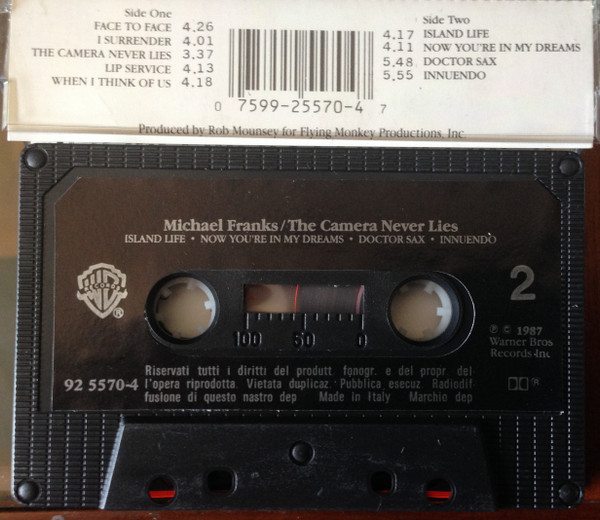 Side One
FACE TO FACE 4.26
I SURRENDER 4.01
THE CAMERA NEVER LIES 3.37
LIP SERVICE 4.13
WHEN I THINK OF US 4.18
Side Two
4.17 ISLAND LIFE
4.11 NOW YOU'RE IN MY DREAMS
5.48 DOCTOR SAX
5.55 INNUENDO
0 7599-25570-4 7
Produced by Rob Mounsey for Flying Monkey Productions, Inc.
Michael Franks/The Camera Never Lies
ISLAND LIFE • NOW YOU'RE IN MY DREAMS • DOCTOR SAX • INNUENDO
RECORDS
®
2
100 50 0
℗ © 1987
Warner Bros
Records Inc
92 5570-4
Riservati tutti i diritti del produtt. fonogr. e del propr del
l'opera riprodotta. Vietata duplicaz · Pubblica esecuz. Radiodif
fusione di questo nastro dep Made in Italy Marchio dep